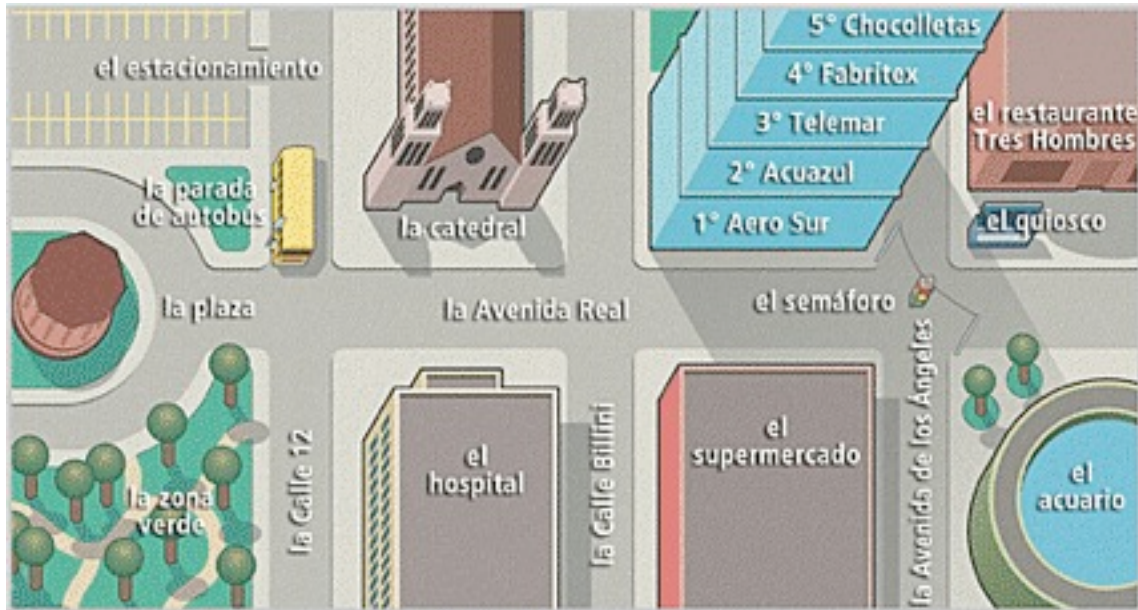 5° Chocolletas
el estacionamiento
4° Fabritex
3° Telemar
el restaurante
Tres Hombres
2° Acuazul
la parada
de autobús
1° Aero Sur
la catedral
el quiosco
la plaza
la Avenida Real
el semáforo
la Calle 12
el
hospital
la Calle Billini
el
supermercado
la Avenida de los Ángeles
el
acuario
la zona
verde